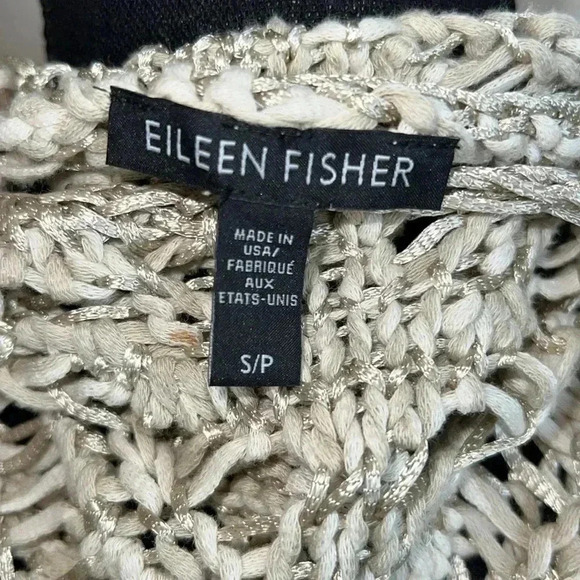 EILEEN FISHER
MADE IN
USA/
FABRIQUÉ
AUX
ETATS-UNIS
S/P